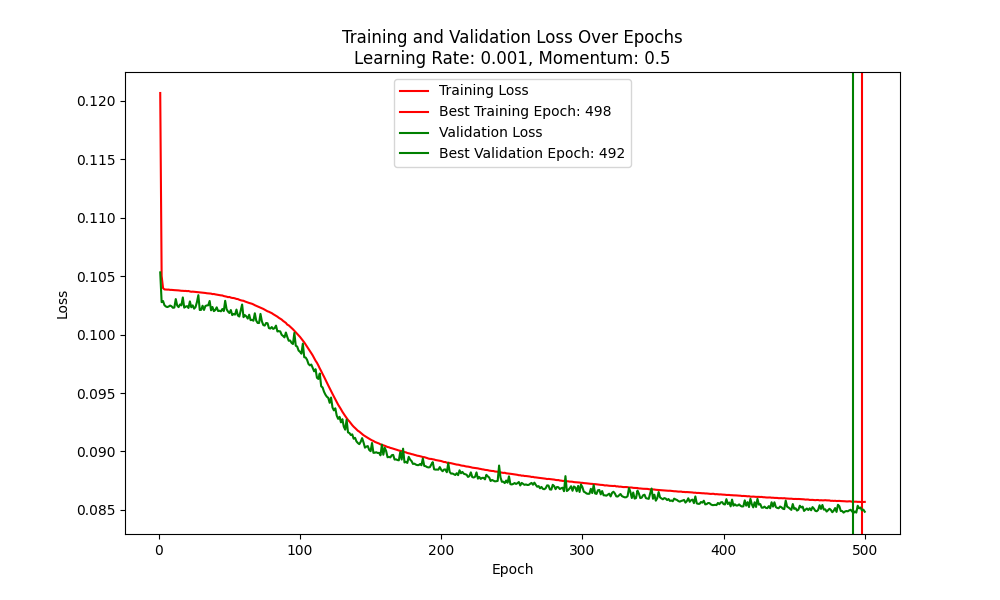 Training and Validation Loss Over Epochs
Learning Rate: 0.001, Momentum: 0.5
Training Loss
Best Training Epoch: 498
Validation Loss
Best Validation Epoch: 492
0.120
0.115
0.110
0.105
0.100
0.095
0.090
0.085
Loss
0
100
200
300
400
500
Epoch